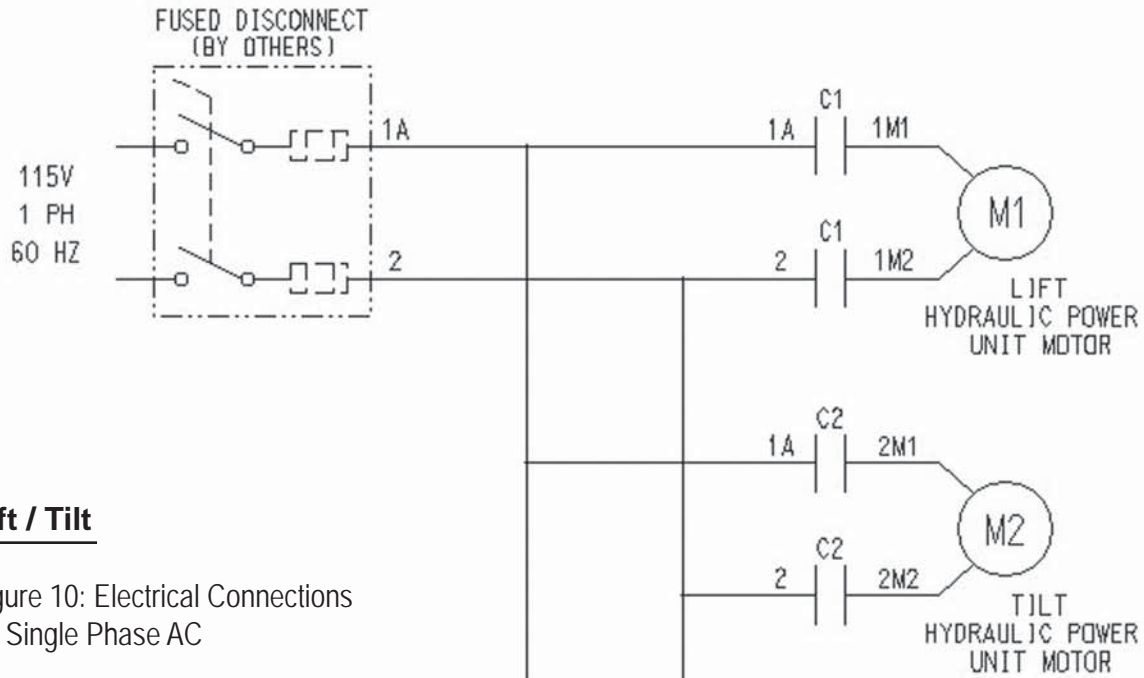 FUSED DISCONNECT
(BY OTHERS)
115V
1 PH
60 HZ
1A
2
C1
1A
1M1
C1
2
1M2
M1
LIFT
HYDRAULIC POWER
UNIT MOTOR
C2
1A
2M1
C2
2
2M2
M2
TILT
HYDRAULIC POWER
UNIT MOTOR
ft / Tilt
gure 10: Electrical Connections
Single Phase AC